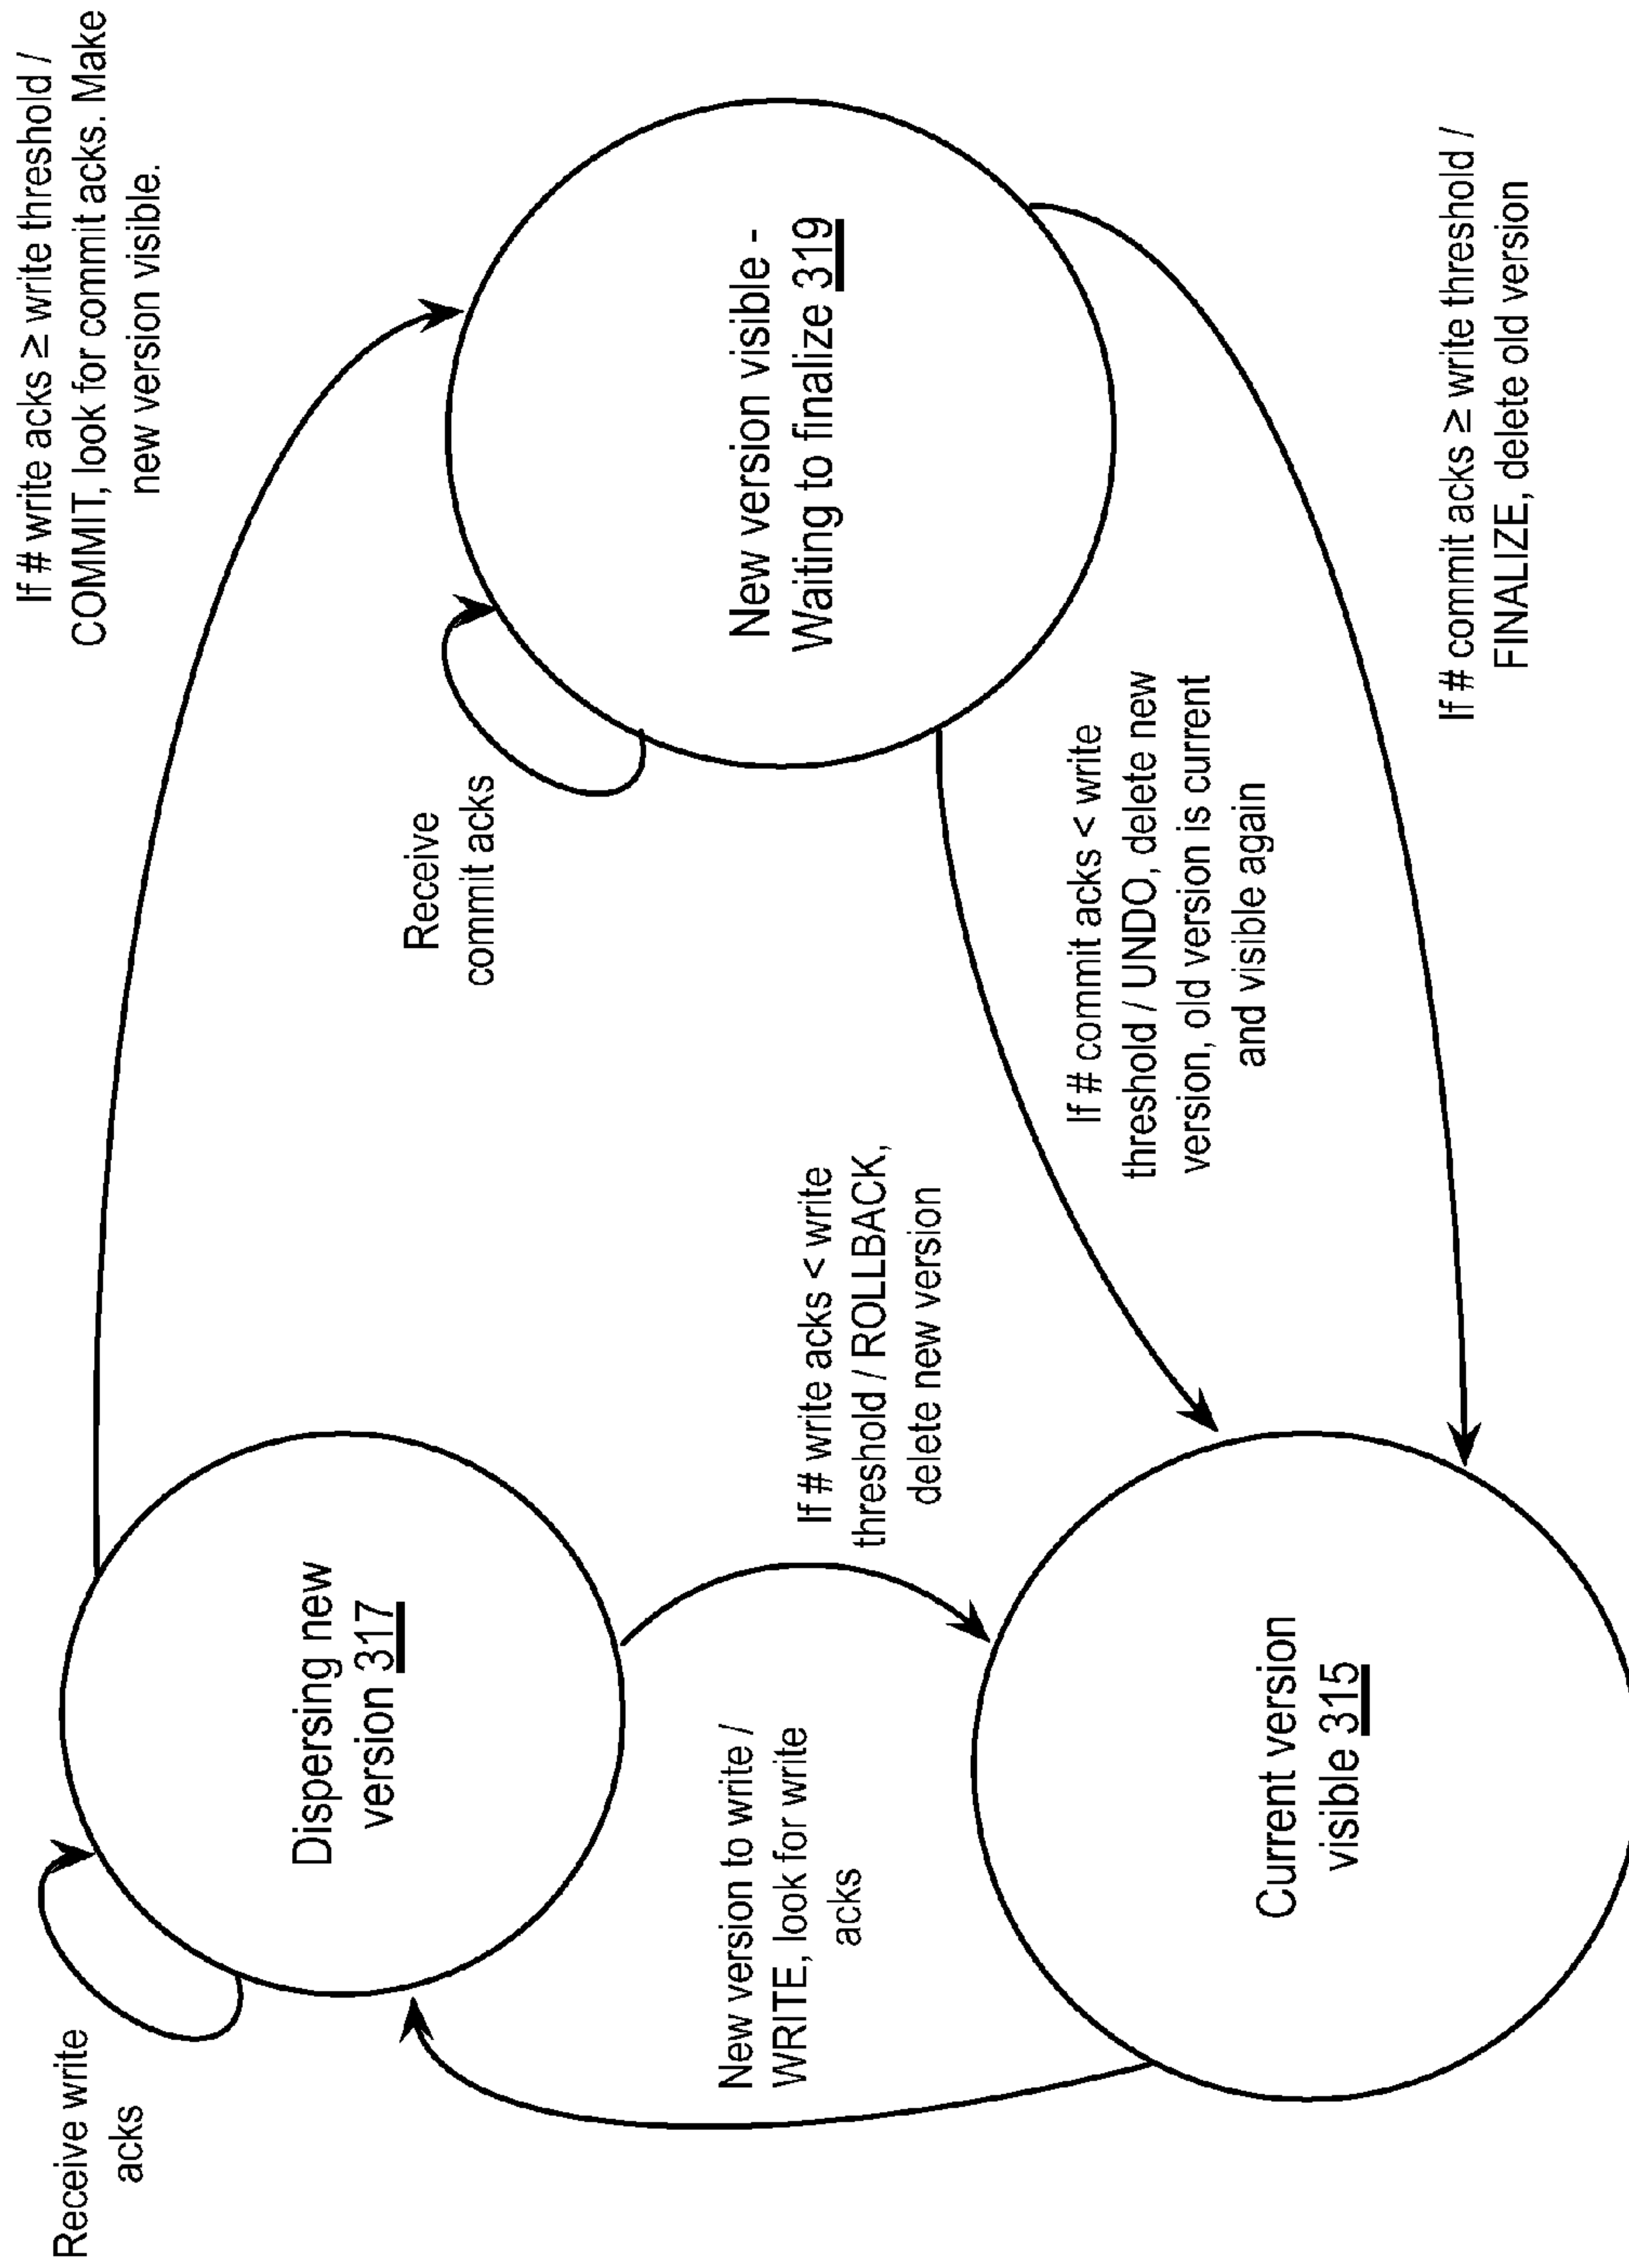 Receive write
acks
Dispersing new
version 317
If # write acks ≥ write threshold /
COMMIT, look for commit acks. Make
new version visible.
Receive
commit acks
New version visible -
Waiting to finalize 319
New version to write /
WRITE, look for write
acks
If # write acks < write
threshold / ROLLBACK,
delete new version
If # commit acks < write
threshold / UNDO, delete new
version, old version is current
and visible again
Current version
visible 315
If # commit acks ≥ write threshold /
FINALIZE, delete old version